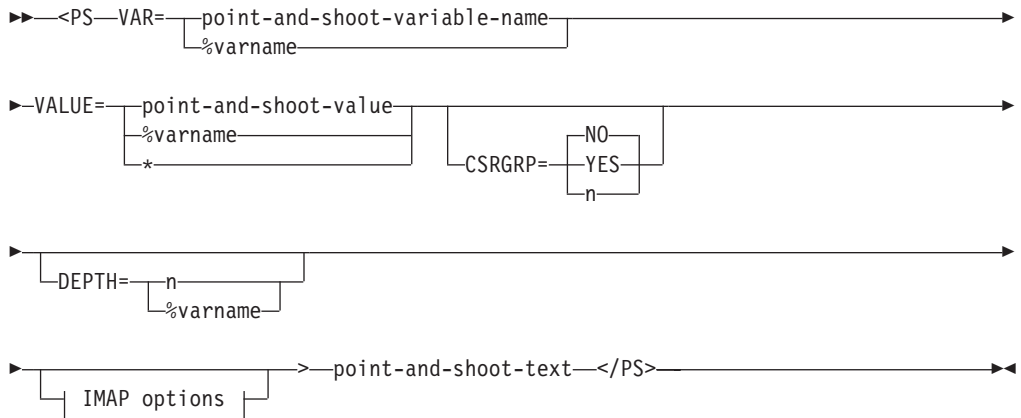 <PS VAR= point-and-shoot-variable-name
%varname
VALUE= point-and-shoot-value
%varname
*
CSRGRP= NO
YES
n
DEPTH= n
%varname
IMAP options
> point-and-shoot-text </PS>